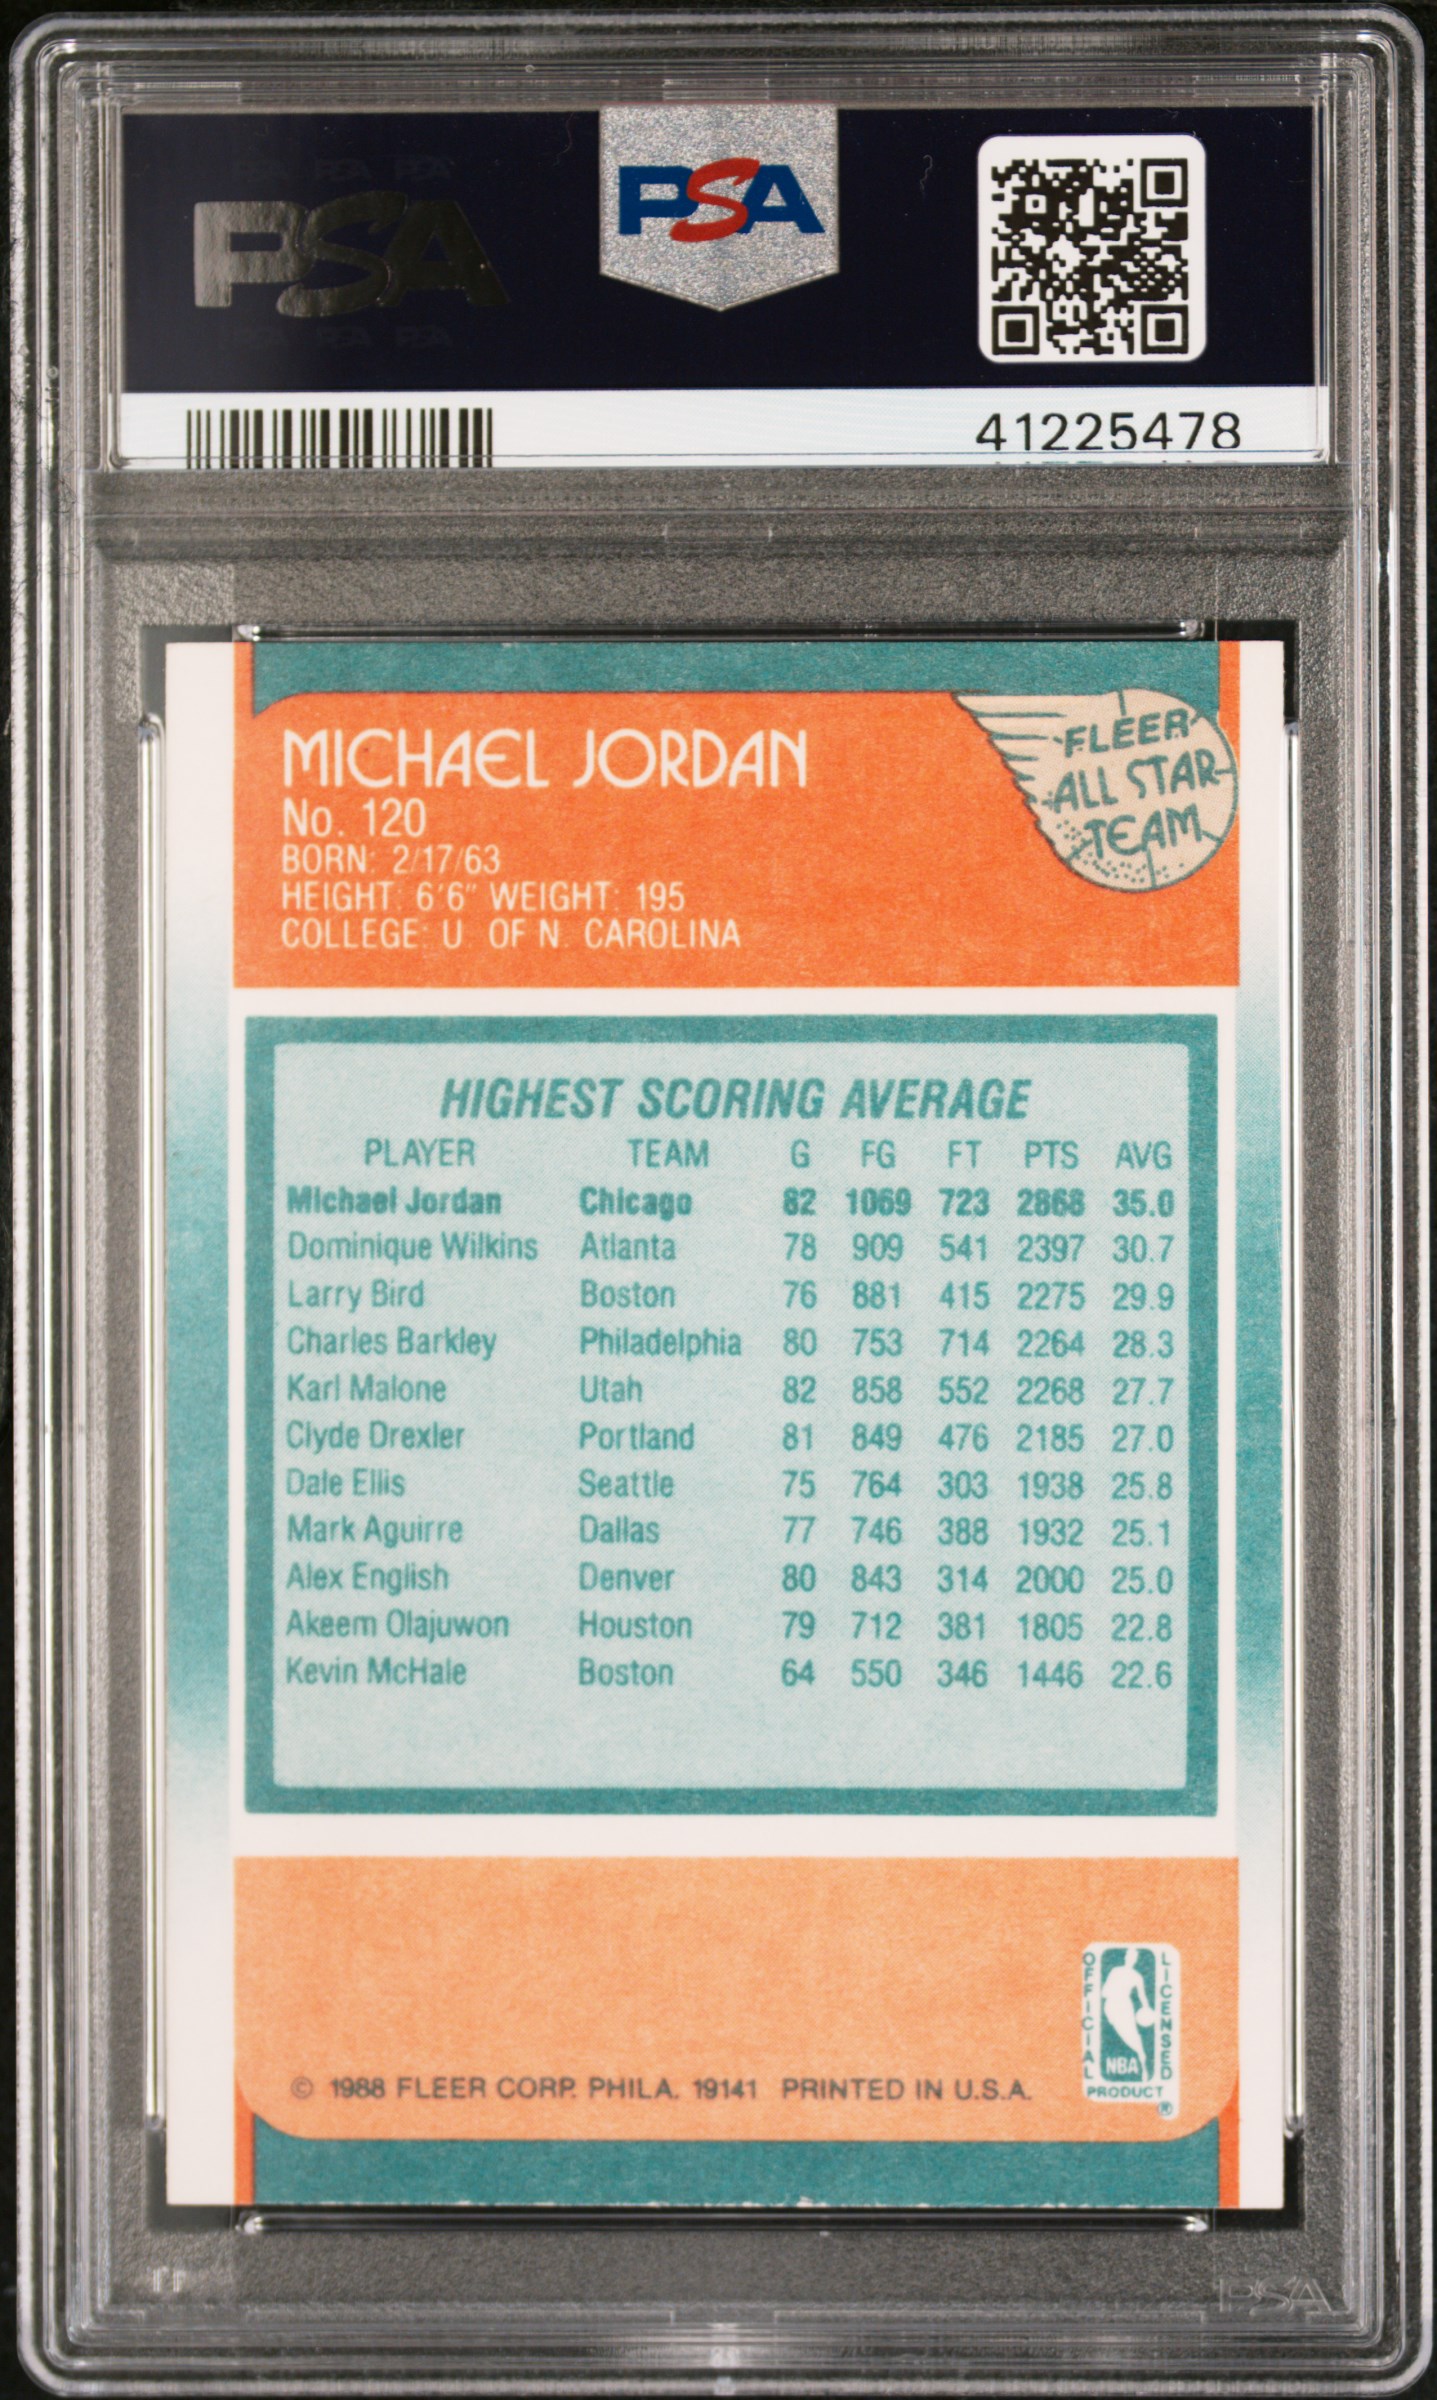 PSA PSA PSA
PSA
PSA PSA PSA
PSA
41225478
MICHAEL JORDAN
No. 120
BORN: 2/17/63
HEIGHT: 6'6" WEIGHT: 195
COLLEGE: U. OF N. CAROLINA
FLEER
ALL STAR
TEAM
HIGHEST SCORING AVERAGE
PLAYER TEAM G FG FT PTS AVG
Michael Jordan Chicago 82 1069 723 2868 35.0
Dominique Wilkins Atlanta 78 909 541 2397 30.7
Larry Bird Boston 76 881 415 2275 29.9
Charles Barkley Philadelphia 80 753 714 2264 28.3
Karl Malone Utah 82 858 552 2268 27.7
Clyde Drexler Portland 81 849 476 2185 27.0
Dale Ellis Seattle 75 764 303 1938 25.8
Mark Aguirre Dallas 77 746 388 1932 25.1
Alex English Denver 80 843 314 2000 25.0
Akeem Olajuwon Houston 79 712 381 1805 22.8
Kevin McHale Boston 64 550 346 1446 22.6
OFFICIAL
LICENSED
NBA
PRODUCT
®
© 1988 FLEER CORP. PHILA. 19141 PRINTED IN U.S.A.
PSA